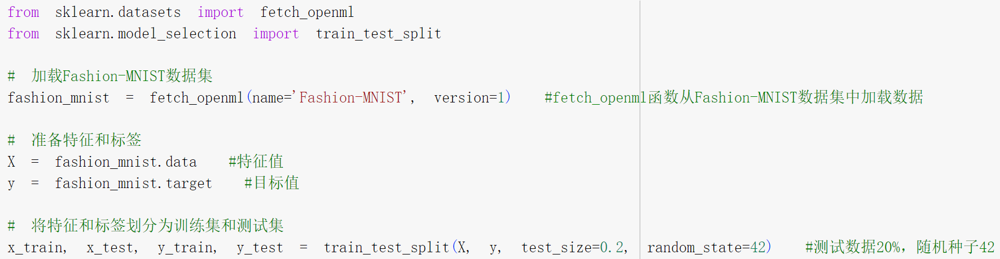 from sklearn.datasets import fetch_openml
from sklearn.model_selection import train_test_split
# 加载Fashion-MNIST数据集
fashion_mnist = fetch_openml(name='Fashion-MNIST', version=1) #fetch_openml函数从Fashion-MNIST数据集中加载数据
# 准备特征和标签
X = fashion_mnist.data #特征值
y = fashion_mnist.target #目标值
# 将特征和标签划分为训练集和测试集
x_train, x_test, y_train, y_test = train_test_split(X, y, test_size=0.2, random_state=42) #测试数据20%，随机种子42